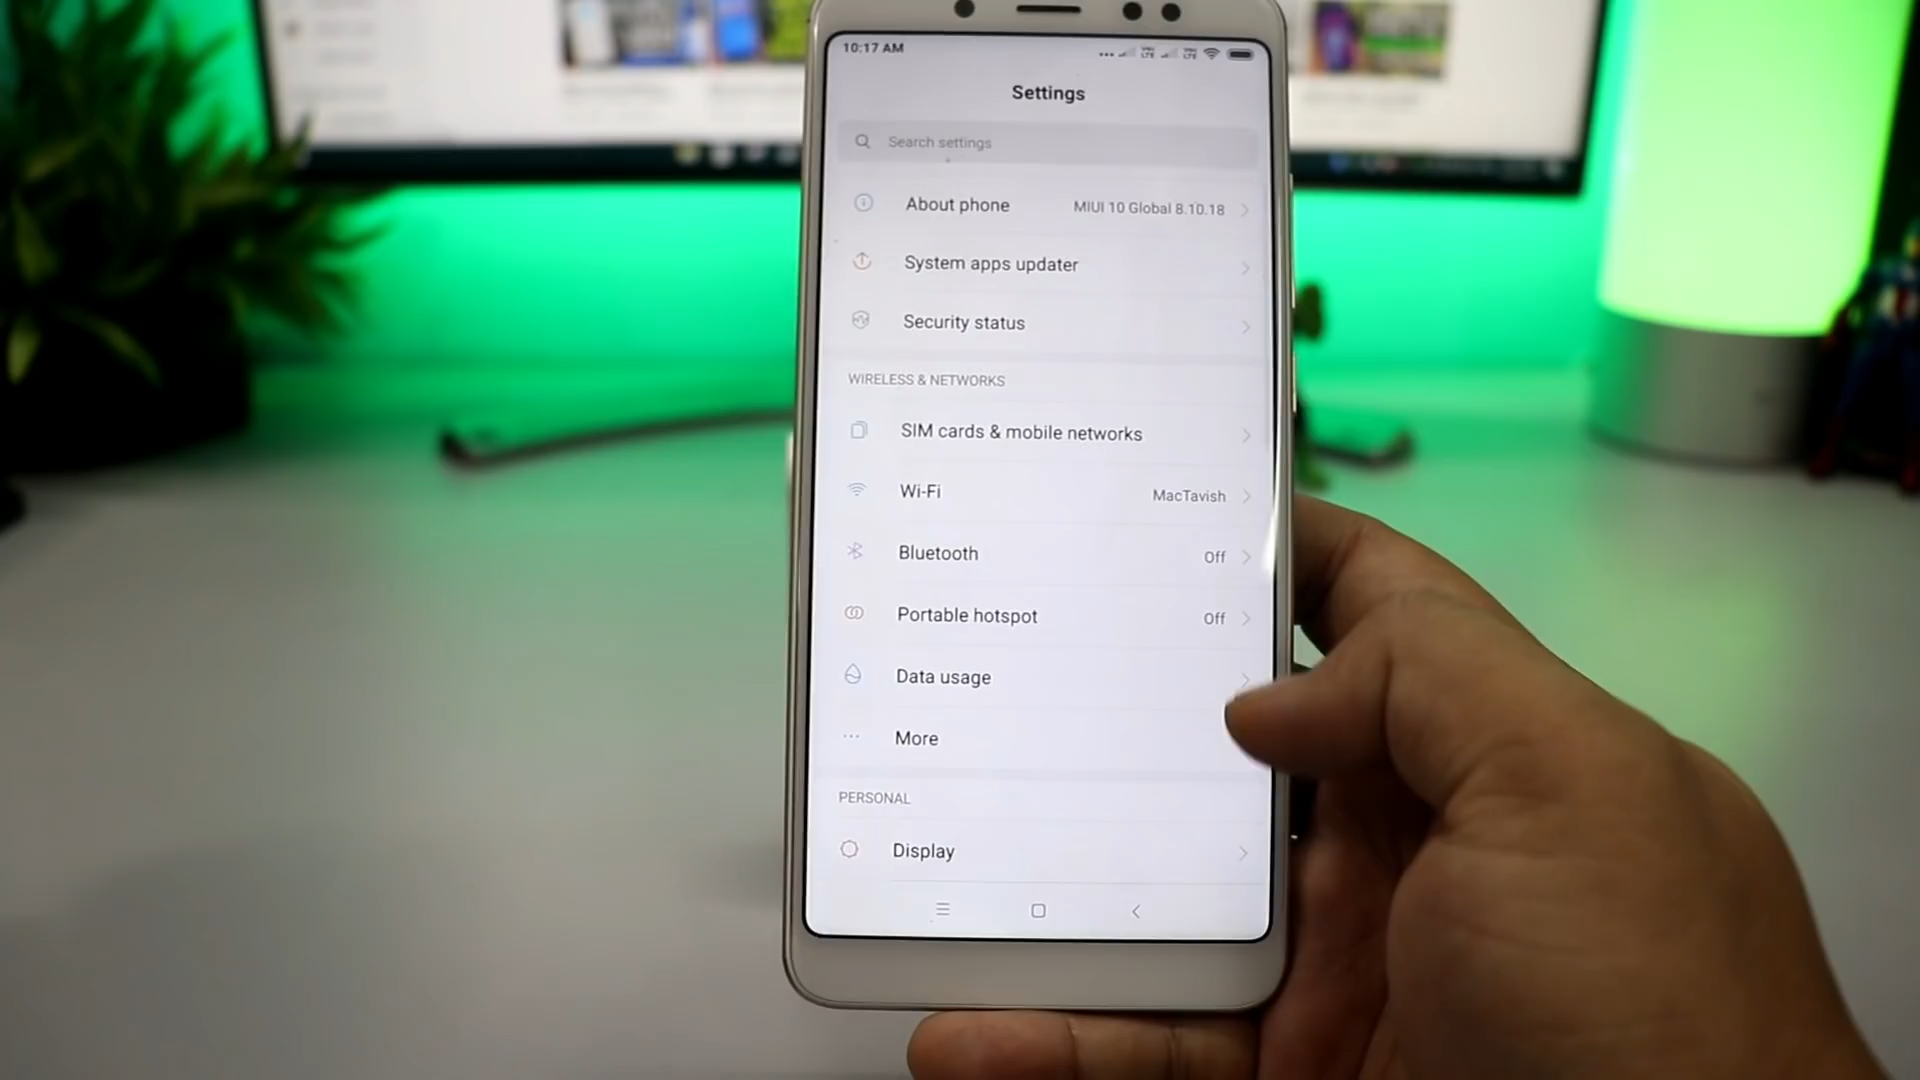 10:17 AM
Settings
Search settings
About phone MIUI 10 Global 8.10.18
System apps updater
Security status
WIRELESS & NETWORKS
SIM cards & mobile networks
Wi-Fi MacTavish
Bluetooth Off
Portable hotspot Off
Data usage
More
PERSONAL
Display